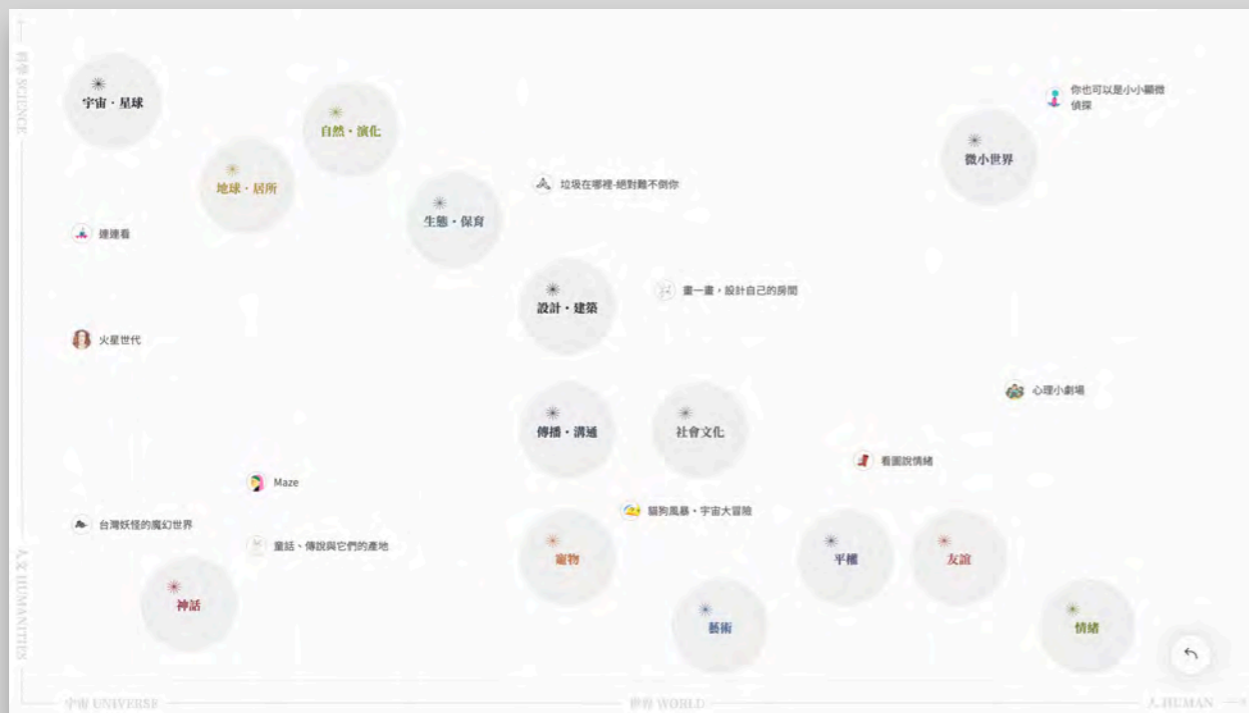 科學 SCIENCE
宇宙・星球
自然・演化
地球・居所
生態・保育
垃圾在哪裡-絕對難不倒你
微小世界
你也可以是小小顯微
偵探
連連看
設計・建築
畫一畫，設計自己的房間
火星世代
心理小劇場
傳播・溝通
社會文化
看圖說情緒
Maze
台灣妖怪的魔幻世界
童話、傳說與它們的產地
貓狗風暴・宇宙大冒險
寵物
平權
友誼
神話
藝術
情緒
人文 HUMANITIES
宇宙 UNIVERSE
世界 WORLD
人 HUMAN